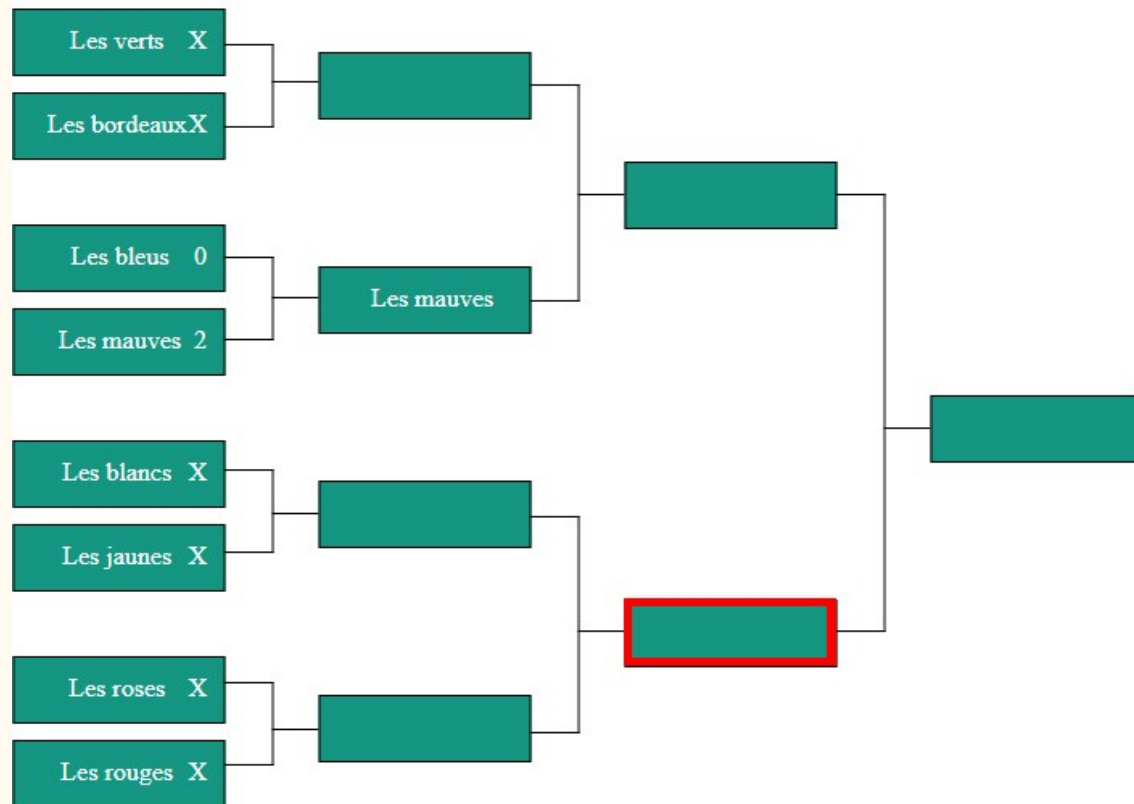 Les verts X
Les bordeauxX
Les bleus 0
Les mauves 2
Les mauves
Les blancs X
Les jaunes X
Les roses X
Les rouges X